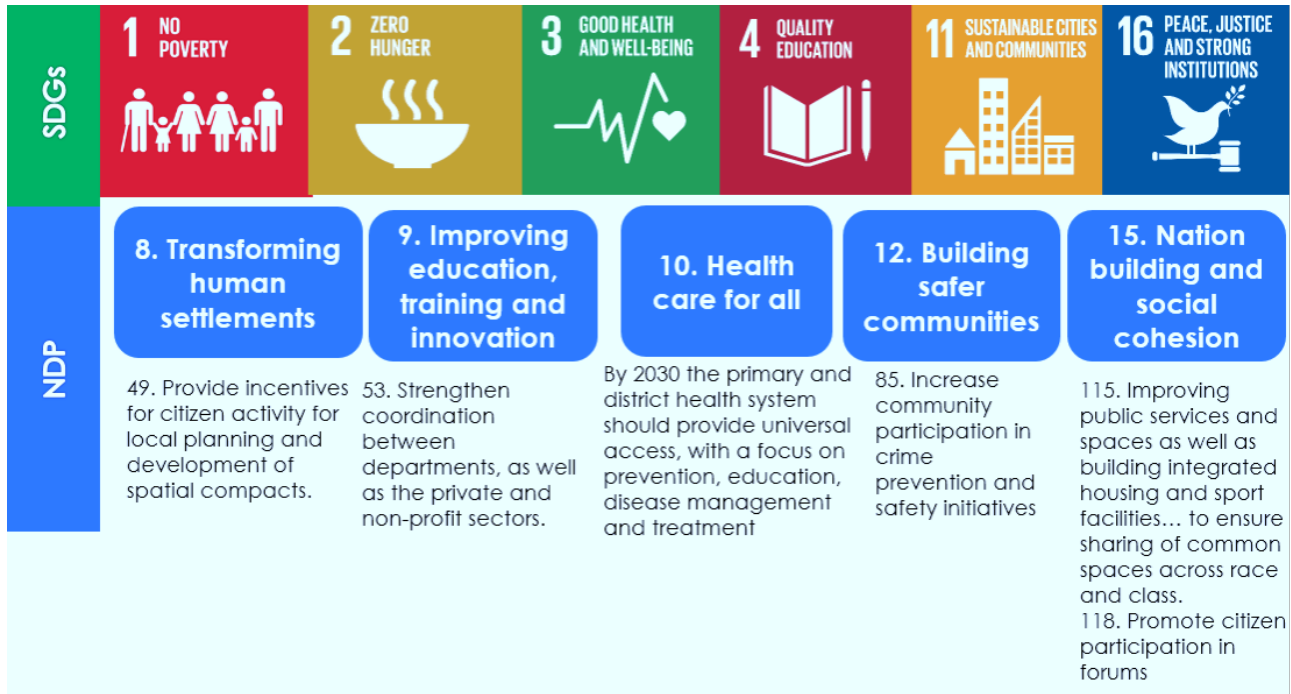 SDGs
1 NO
POVERTY
2 ZERO
HUNGER
3 GOOD HEALTH
AND WELL-BEING
4 QUALITY
EDUCATION
11 SUSTAINABLE CITIES
AND COMMUNITIES
16 PEACE, JUSTICE
AND STRONG
INSTITUTIONS
NDP
8. Transforming
human
settlements
9. Improving
education,
training and
innovation
10. Health
care for all
12. Building
safer
communities
15. Nation
building and
social
cohesion
49. Provide incentives
for citizen activity for
local planning and
development of
spatial compacts.
53. Strengthen
coordination
between
departments, as well
as the private and
non-profit sectors.
By 2030 the primary and
district health system
should provide universal
access, with a focus on
prevention, education,
disease management
and treatment
85. Increase
community
participation in
crime
prevention and
safety initiatives
115. Improving
public services and
spaces as well as
building integrated
housing and sport
facilities… to ensure
sharing of common
spaces across race
and class.
118. Promote citizen
participation in
forums